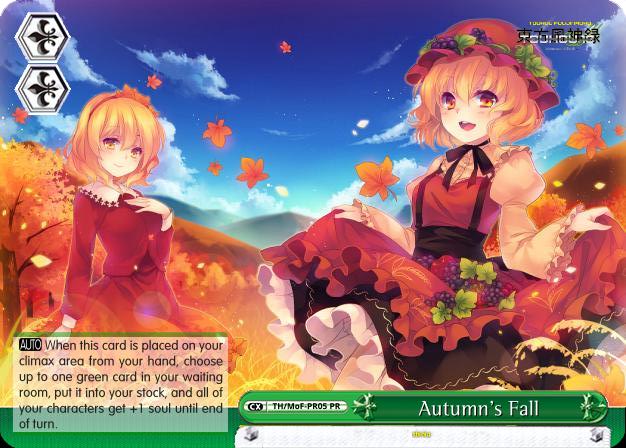 東方風神録
AUTO When this card is placed on your
climax area from your hand, choose
up to one green card in your waiting
room, put it into your stock, and all of
your characters get +1 soul until end
of turn.
CX TH/MoF-PR05 PR
Autumn's Fall